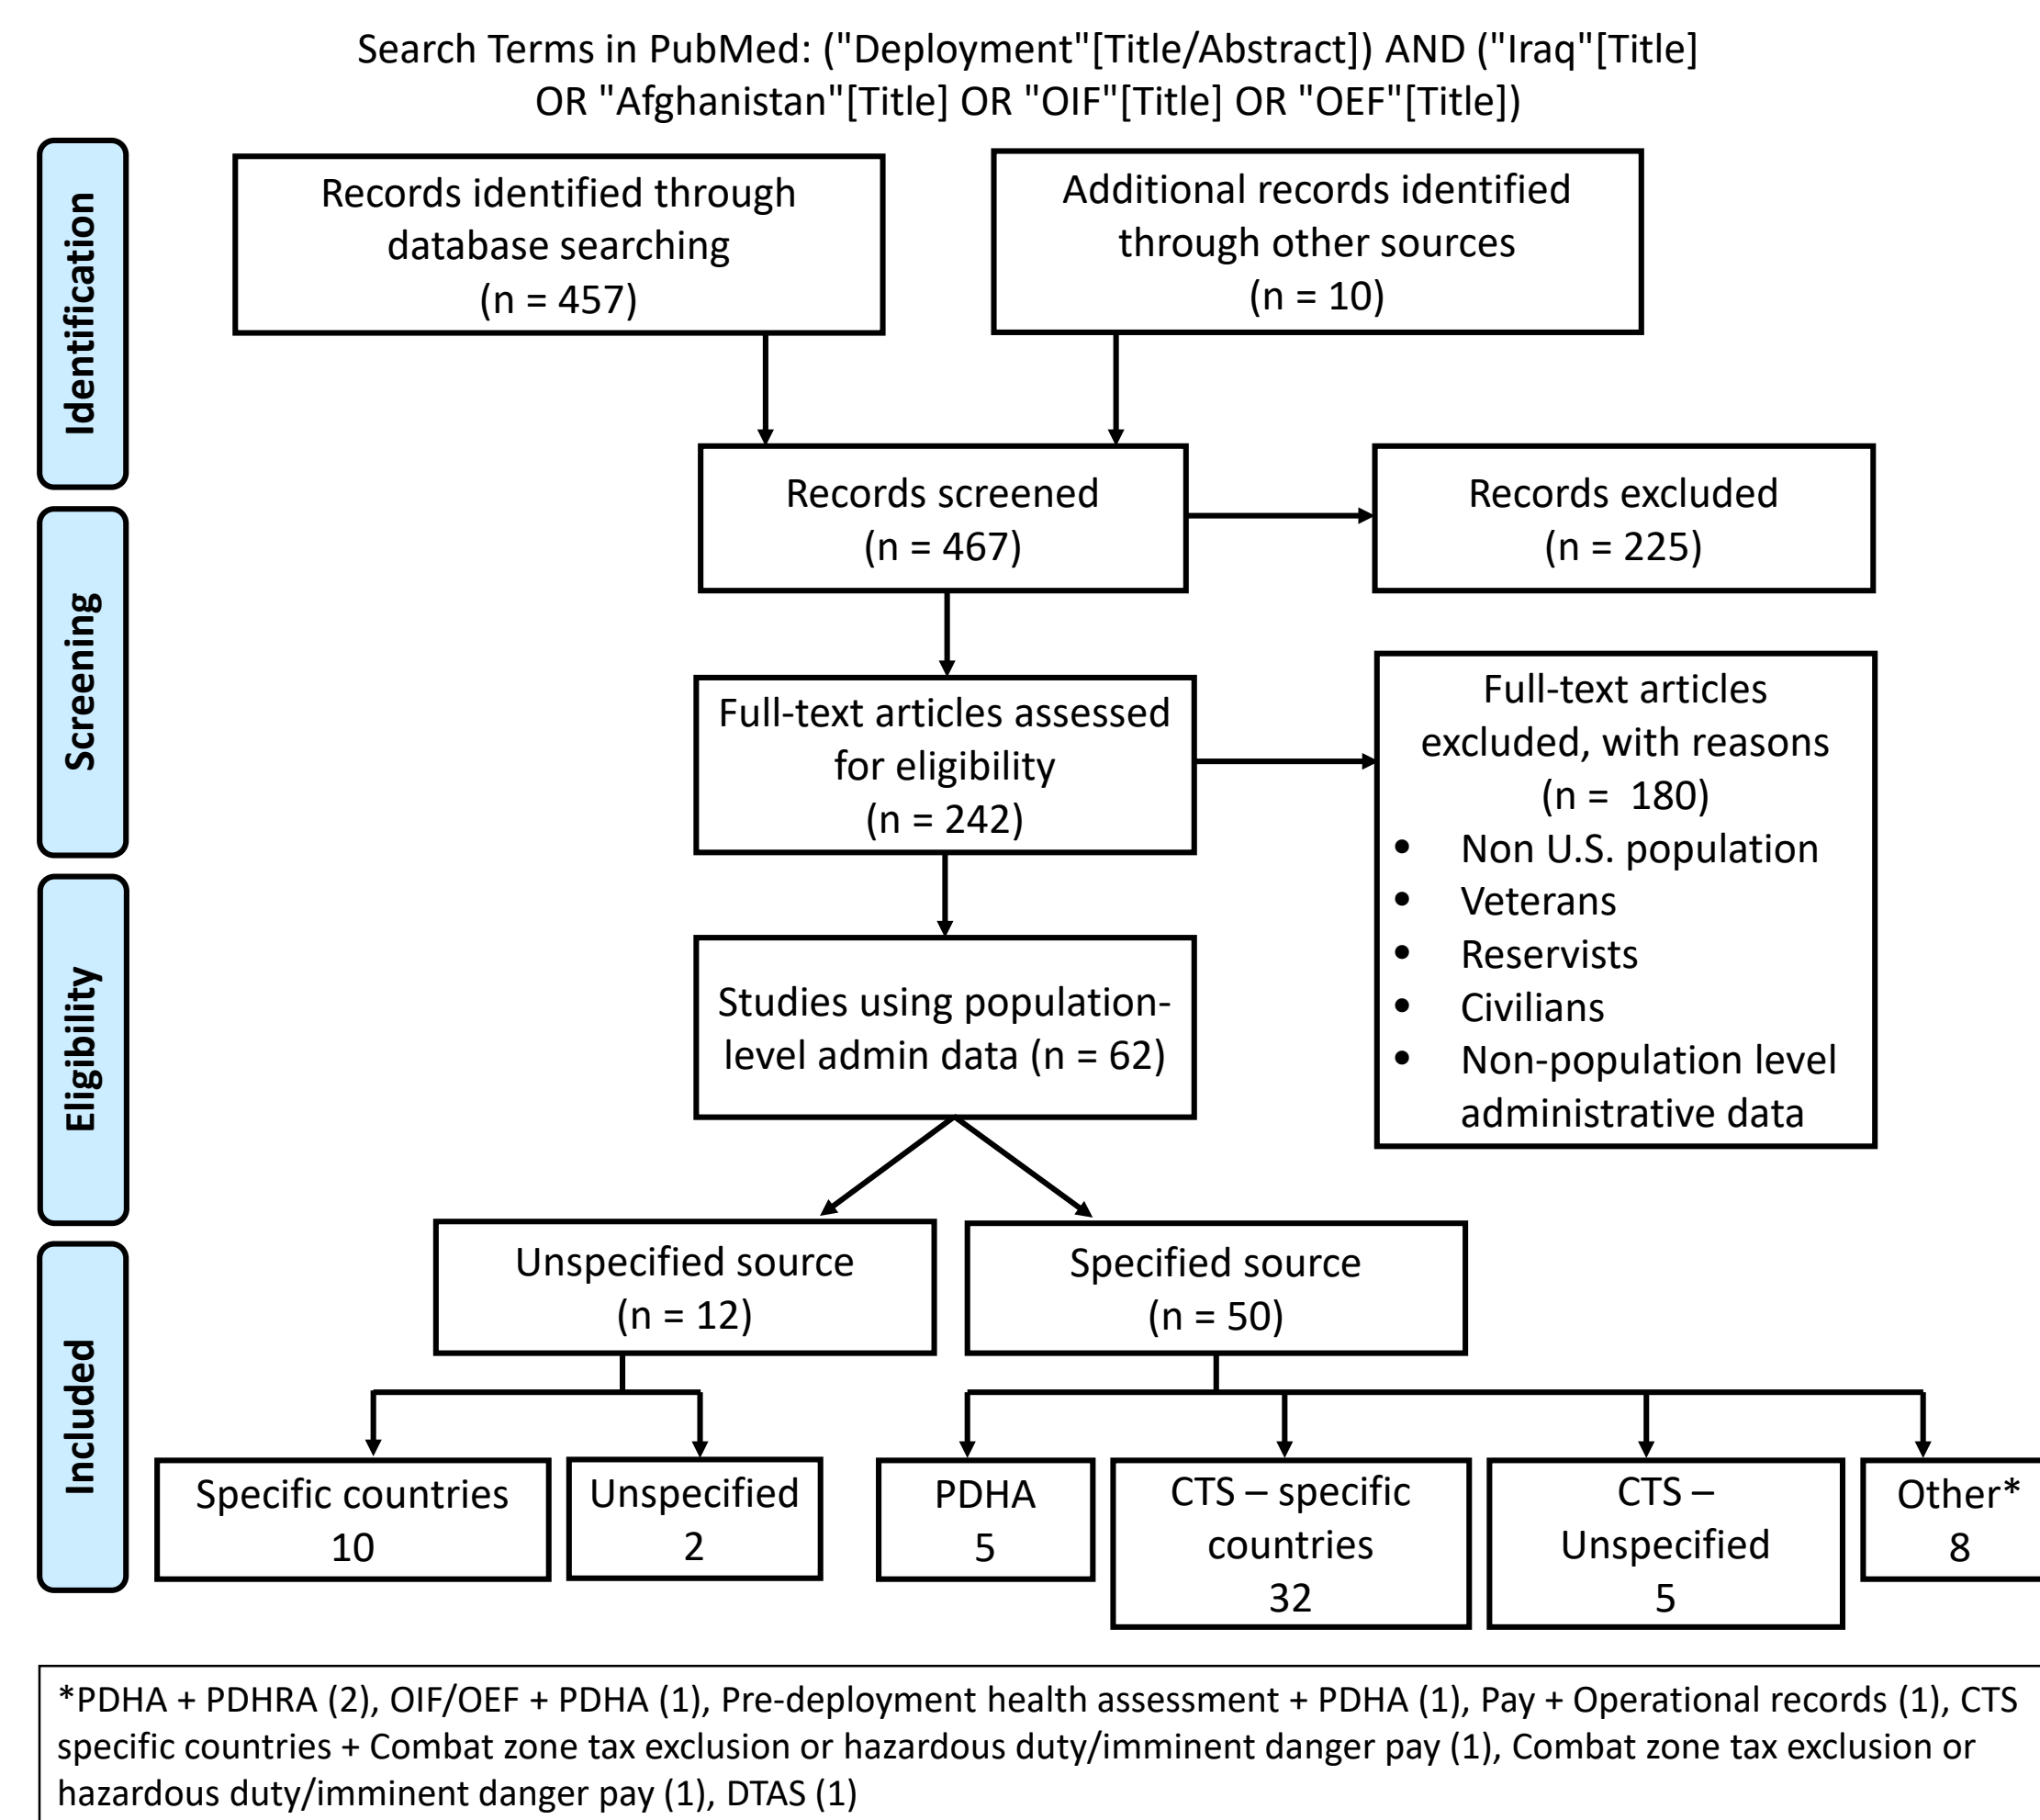 Search Terms in PubMed: ("Deployment"[Title/Abstract]) AND ("Iraq"[Title]
OR "Afghanistan"[Title] OR "OIF"[Title] OR "OEF"[Title])
Identification
Records identified through
database searching
(n = 457)
Additional records identified
through other sources
(n = 10)
Records screened
(n = 467)
Records excluded
(n = 225)
Screening
Full-text articles assessed
for eligibility
(n = 242)
Full-text articles
excluded, with reasons
(n =  180)
• Non U.S. population
• Veterans
• Reservists
• Civilians
• Non-population level
administrative data
Eligibility
Studies using population-
level admin data (n = 62)
Unspecified source
(n = 12)
Specified source
(n = 50)
Included
Specific countries
10
Unspecified
2
PDHA
5
CTS – specific
countries
32
CTS –
Unspecified
5
Other*
8
*PDHA + PDHRA (2), OIF/OEF + PDHA (1), Pre-deployment health assessment + PDHA (1), Pay + Operational records (1), CTS
specific countries + Combat zone tax exclusion or hazardous duty/imminent danger pay (1), Combat zone tax exclusion or
hazardous duty/imminent danger pay (1), DTAS (1)